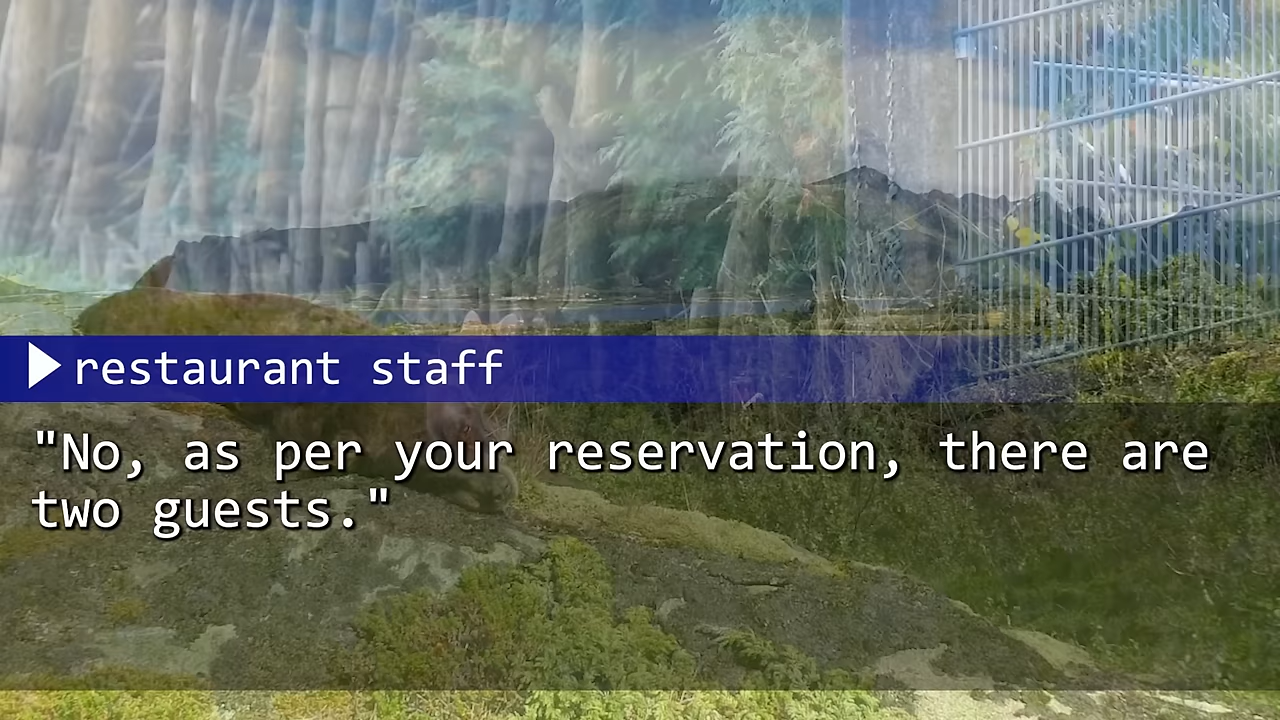 restaurant staff
"No, as per your reservation, there are
two guests."